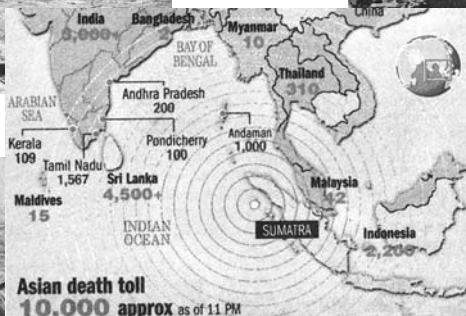 China
India
3,000+
Bangladesh
2
Myanmar
10
BAY OF
BENGAL
Thailand
310
Andhra Pradesh
200
ARABIAN
SEA
Kerala
109
Pondicherry
100
Andaman
1,000
Tamil Nadu
1,567
Sri Lanka
4,500+
Maldives
15
Malaysia
42
INDIAN
OCEAN
SUMATRA
Indonesia
2,200
Asian death toll
10,000 approx as of 11 PM